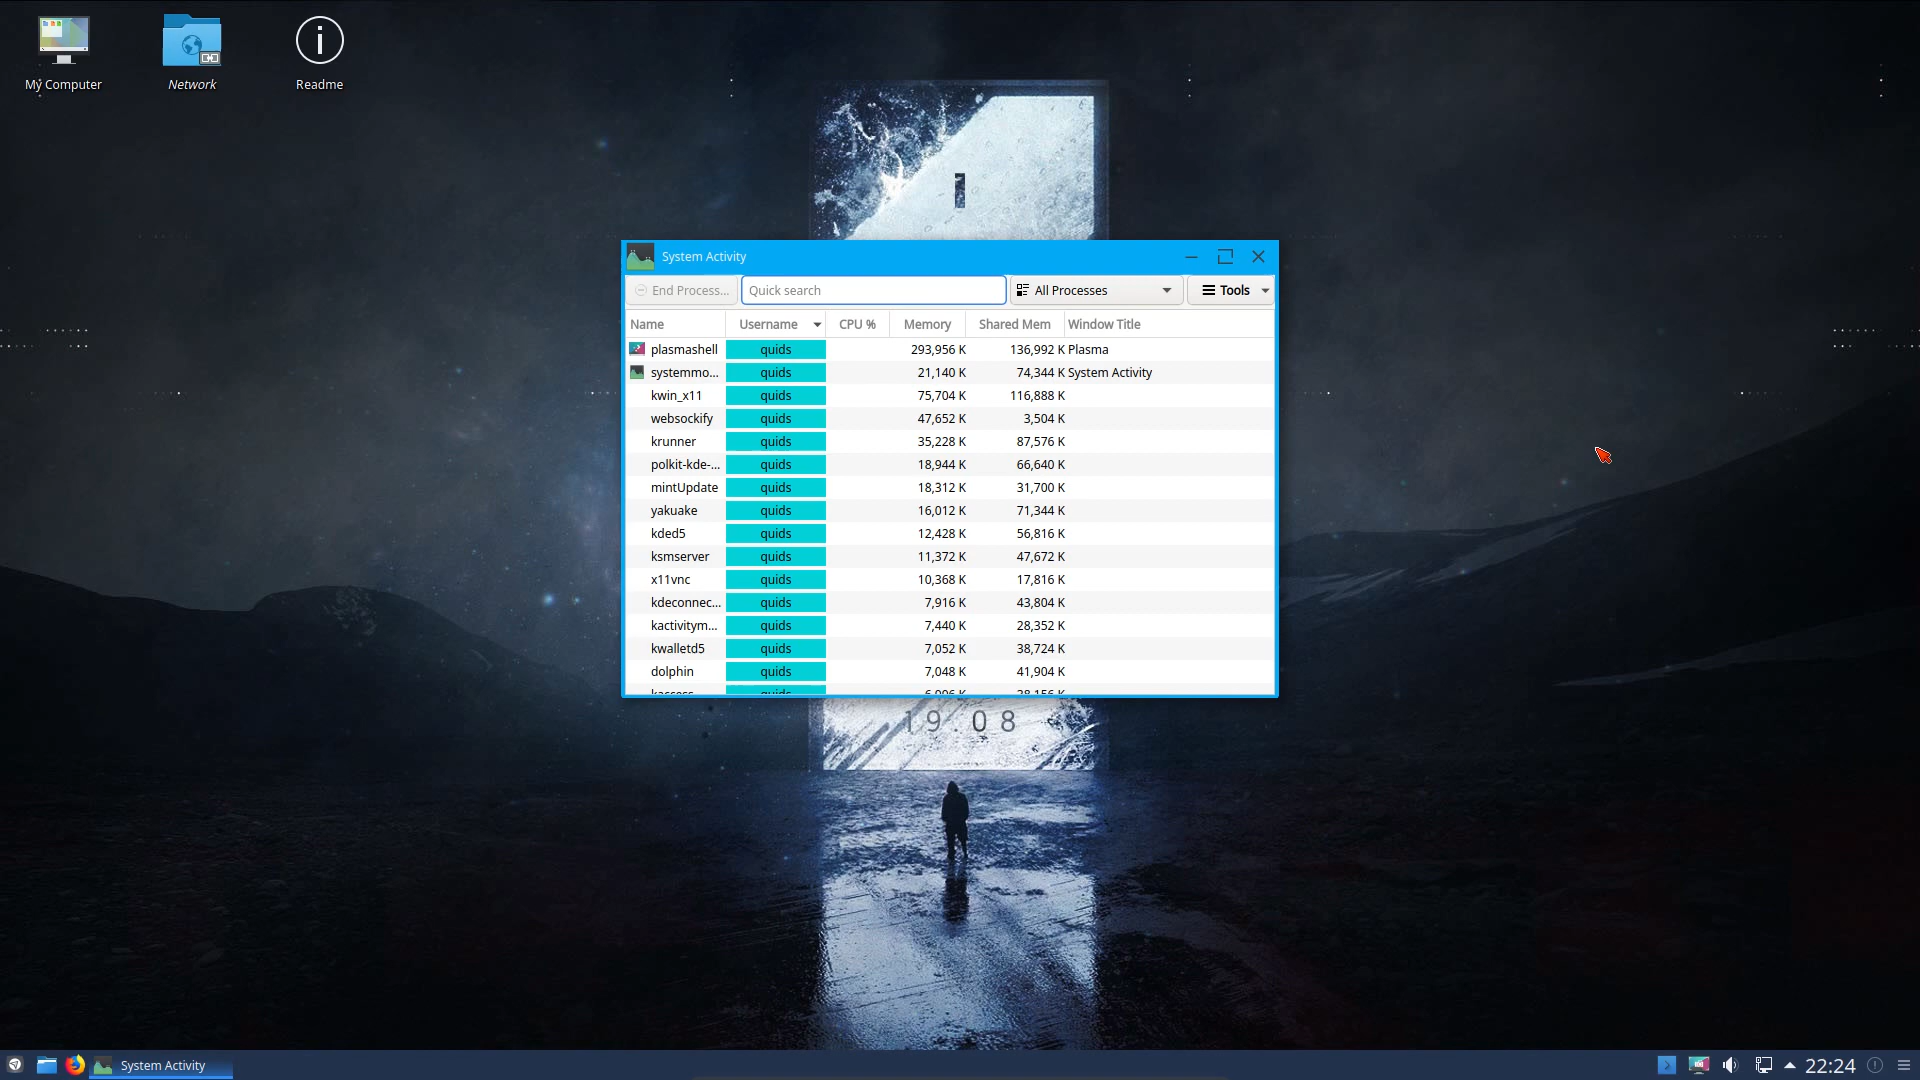 My Computer
Network
Readme
System Activity
End Process...
Quick search
All Processes
Tools
Name Username CPU % Memory Shared Mem Window Title
plasmashell quids 293,956 K 136,992 K Plasma
systemmo... quids 21,140 K 74,344 K System Activity
kwin_x11 quids 75,704 K 116,888 K
websockify quids 47,652 K 3,504 K
krunner quids 35,228 K 87,576 K
polkit-kde-... quids 18,944 K 66,640 K
mintUpdate quids 18,312 K 31,700 K
yakuake quids 16,012 K 71,344 K
kded5 quids 12,428 K 56,816 K
ksmserver quids 11,372 K 47,672 K
x11vnc quids 10,368 K 17,816 K
kdeconnec... quids 7,916 K 43,804 K
kactivitym... quids 7,440 K 28,352 K
kwalletd5 quids 7,052 K 38,724 K
dolphin quids 7,048 K 41,904 K
kaccess quids 38,156 K
19.08
System Activity
22:24